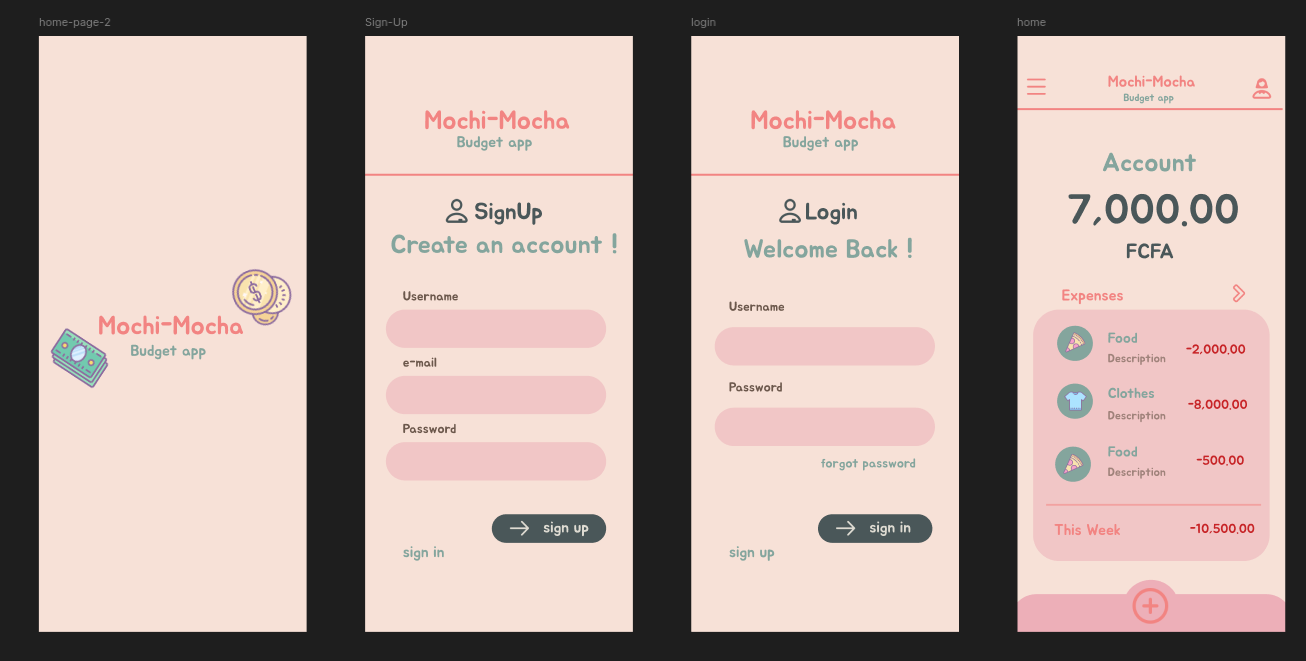 home-page-2
Mochi-Mocha
Budget app
$
Sign-Up
Mochi-Mocha
Budget app
SignUp
Create an account !
Username
e-mail
Password
sign up
sign in
login
Mochi-Mocha
Budget app
Login
Welcome Back !
Username
Password
forgot password
sign in
sign up
home
Mochi-Mocha
Budget app
Account
7,000.00
FCFA
Expenses
Food
Description
-2,000.00
Clothes
Description
-8,000.00
Food
Description
-500.00
This Week
-10,500.00